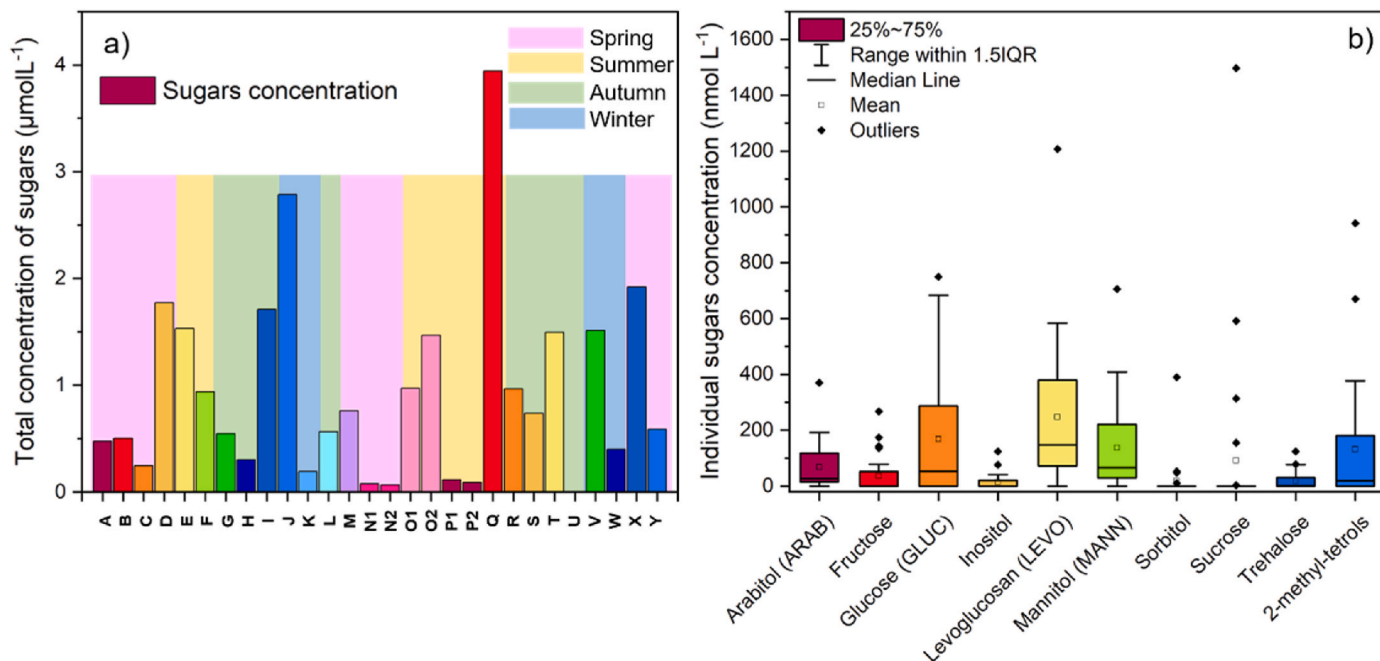 a)
Sugars concentration
Spring
Summer
Autumn
Winter
Total concentration of sugars (µmolL⁻¹)
4
3
2
1
0
A B C D E F G H I J K L M N1 N2 O1 O2 P1 P2 Q R S T U V W X Y
b)
25%~75%
Range within 1.5IQR
Median Line
Mean
Outliers
Individual sugars concentration (nmol L⁻¹)
1600
1400
1200
1000
800
600
400
200
0
Arabitol (ARAB)
Fructose
Glucose (GLUC)
Inositol
Levoglucosan (LEVO)
Mannitol (MANN)
Sorbitol
Sucrose
Trehalose
2-methyl-tetrols